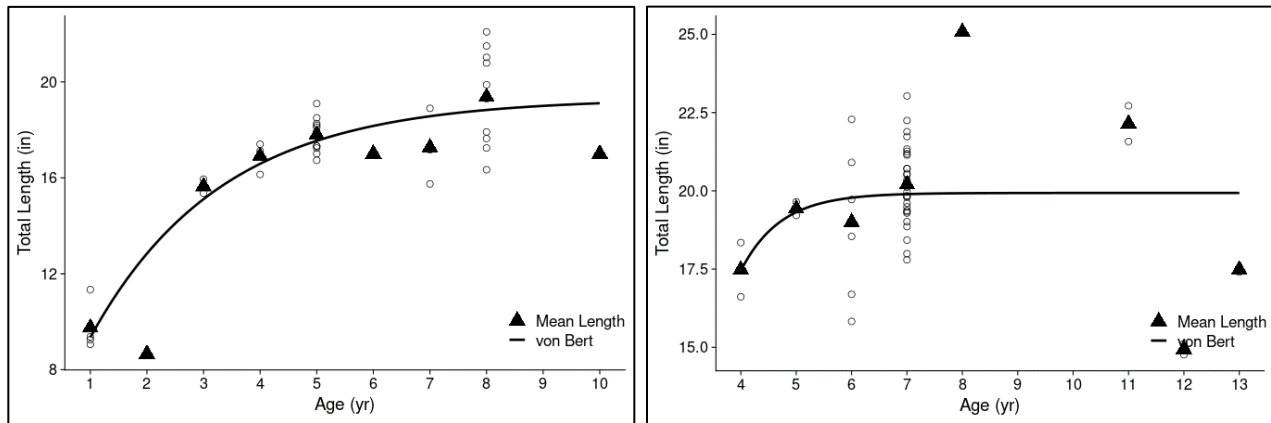 Total Length (in)
20
16
12
8
1 2 3 4 5 6 7 8 9 10
Age (yr)
Mean Length
von Bert
Total Length (in)
25.0
22.5
20.0
17.5
15.0
4 5 6 7 8 9 10 11 12 13
Age (yr)
Mean Length
von Bert